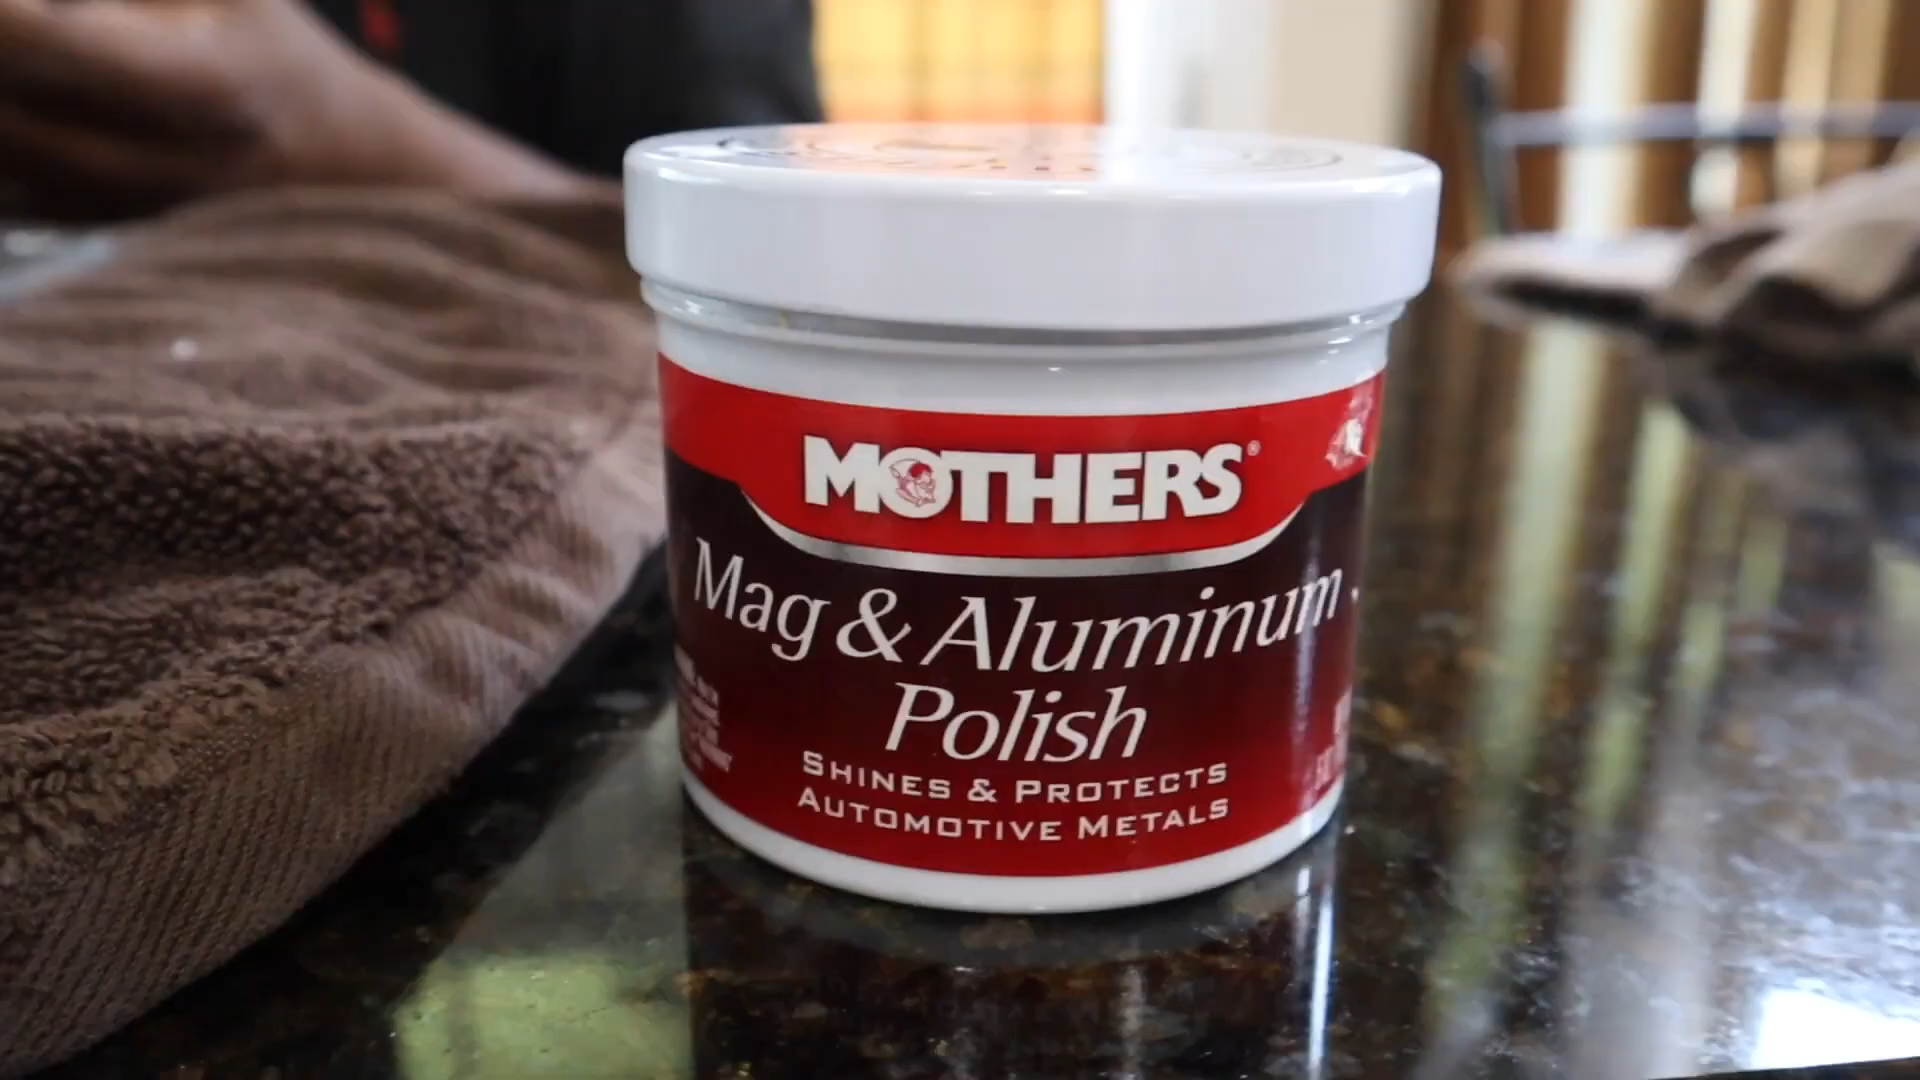 MOTHERS®
Mag & Aluminum
Polish
SHINES & PROTECTS
AUTOMOTIVE METALS